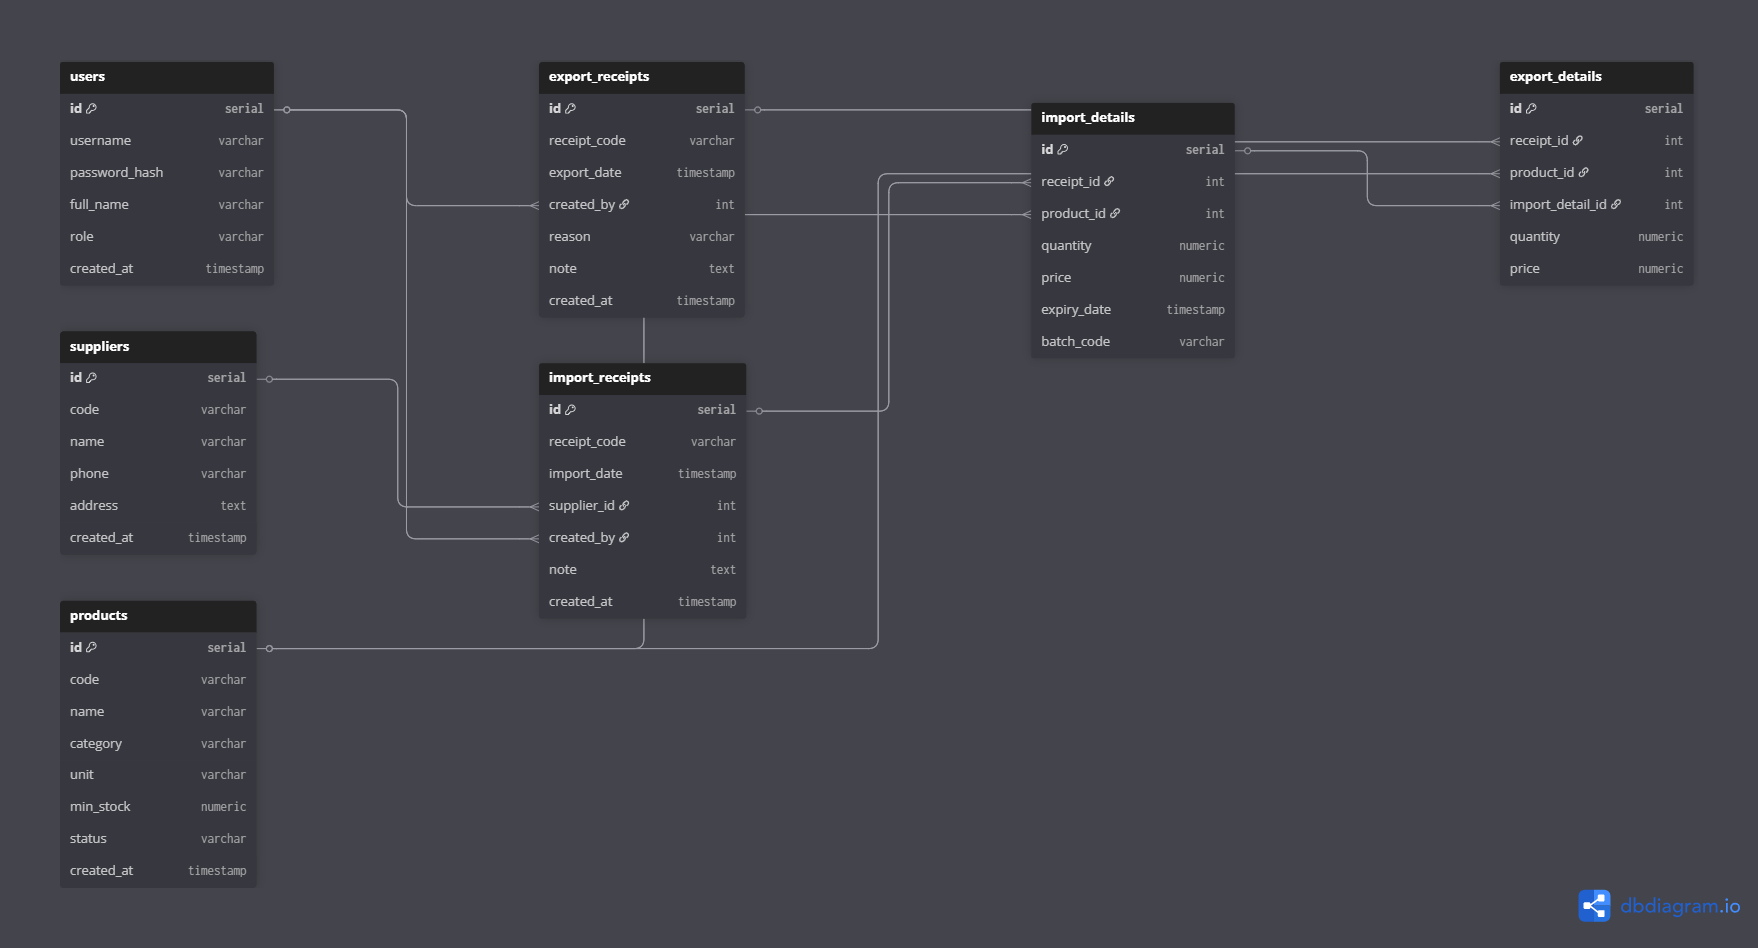 users
id serial
username varchar
password_hash varchar
full_name varchar
role varchar
created_at timestamp
suppliers
id serial
code varchar
name varchar
phone varchar
address text
created_at timestamp
products
id serial
code varchar
name varchar
category varchar
unit varchar
min_stock numeric
status varchar
created_at timestamp
export_receipts
id serial
receipt_code varchar
export_date timestamp
created_by int
reason varchar
note text
created_at timestamp
import_receipts
id serial
receipt_code varchar
import_date timestamp
supplier_id int
created_by int
note text
created_at timestamp
import_details
id serial
receipt_id int
product_id int
quantity numeric
price numeric
expiry_date timestamp
batch_code varchar
export_details
id serial
receipt_id int
product_id int
import_detail_id int
quantity numeric
price numeric
dbdiagram.io